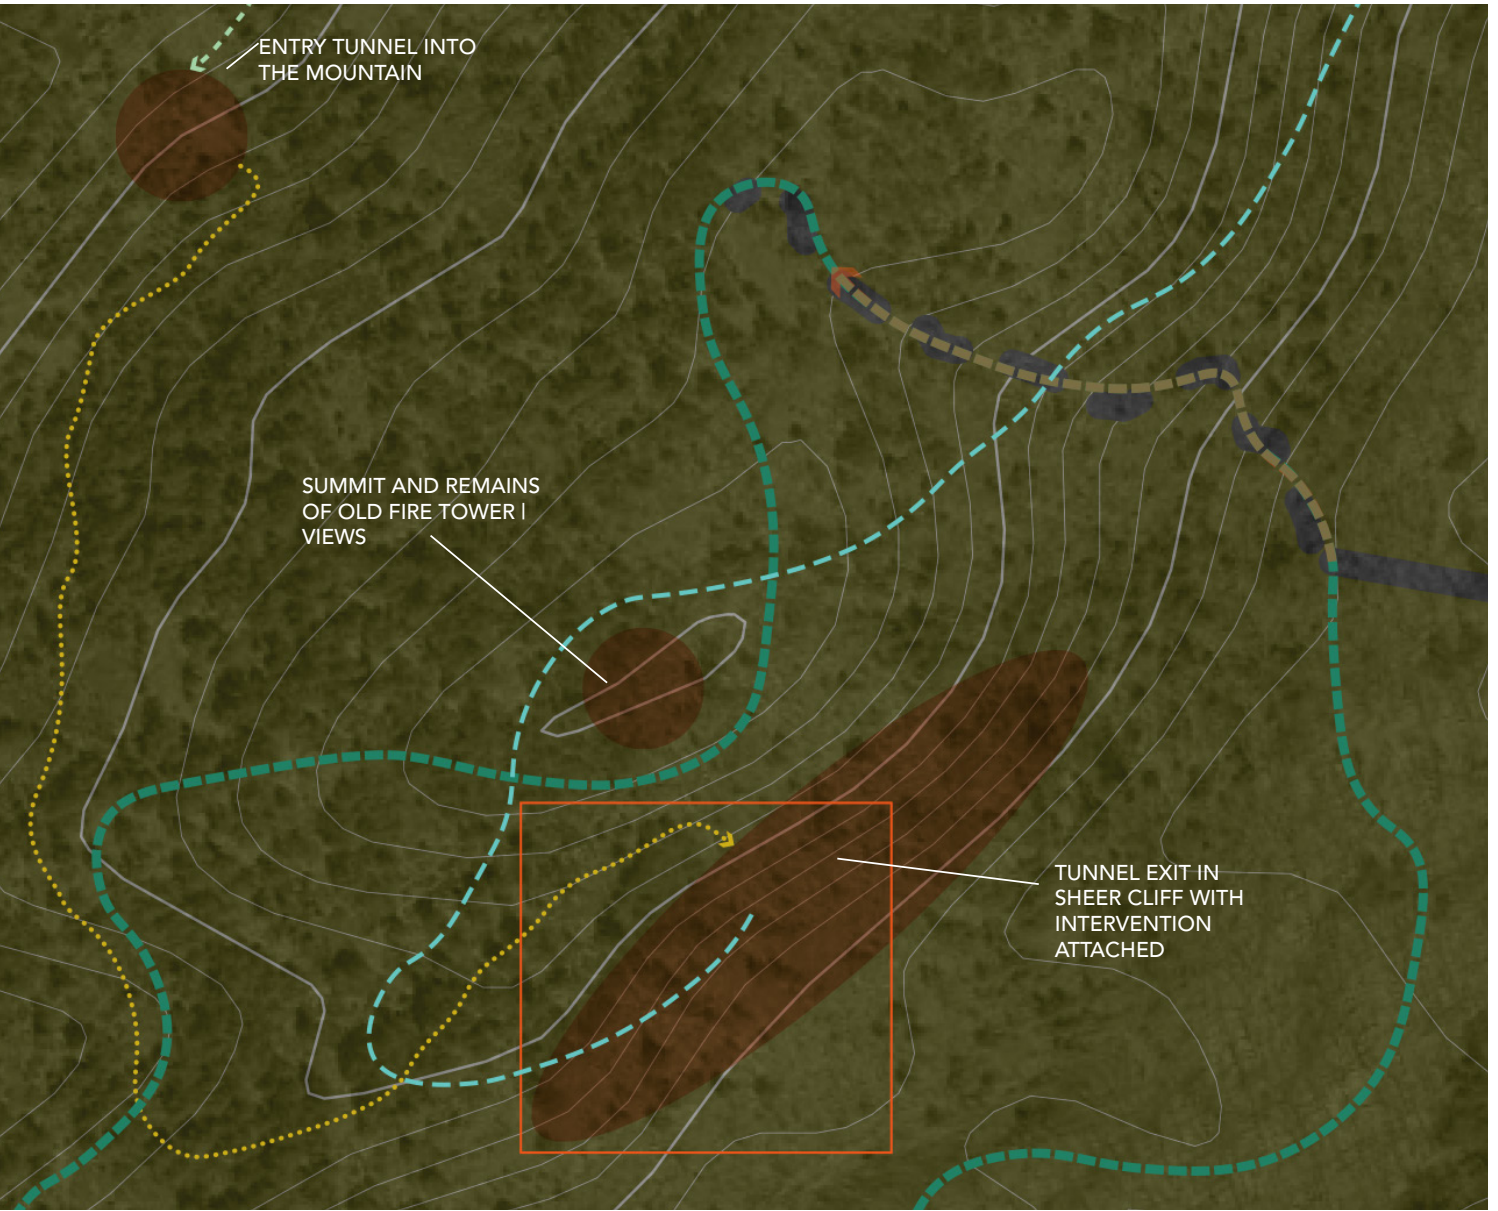 ENTRY TUNNEL INTO
THE MOUNTAIN
SUMMIT AND REMAINS
OF OLD FIRE TOWER |
VIEWS
TUNNEL EXIT IN
SHEER CLIFF WITH
INTERVENTION
ATTACHED